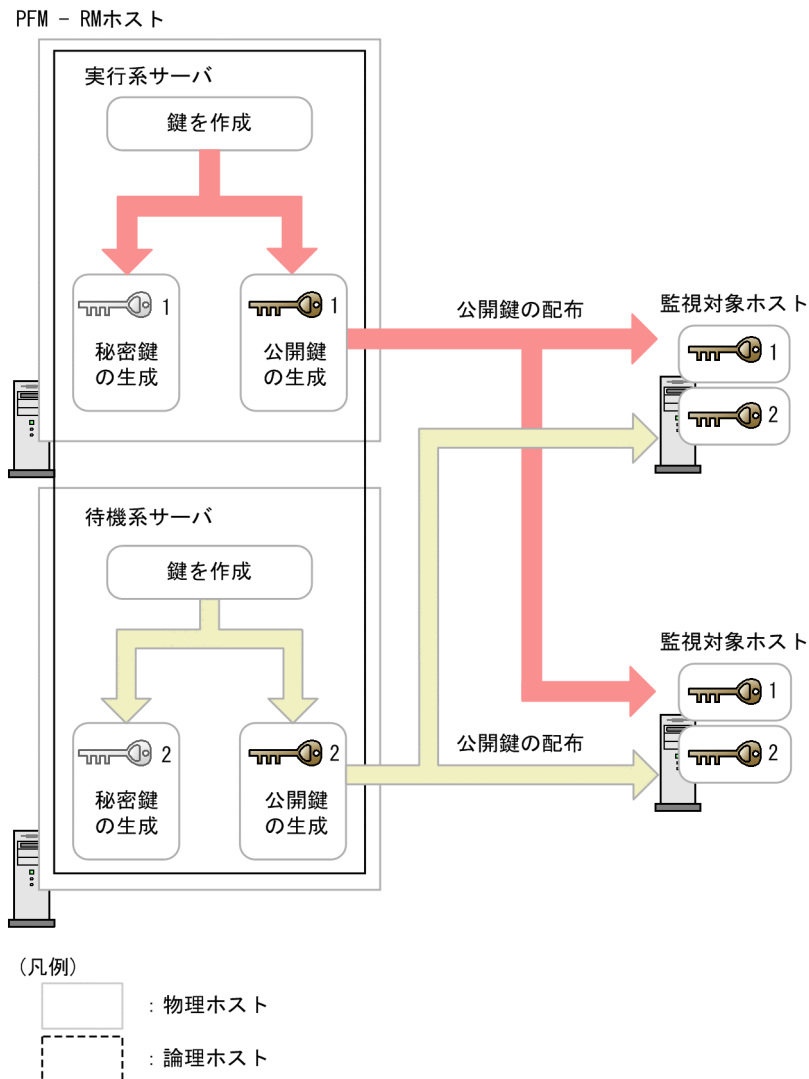 PFM - RMホスト
実行系サーバ
鍵を作成
1
秘密鍵
の生成
1
公開鍵
の生成
公開鍵の配布
監視対象ホスト
1
2
待機系サーバ
鍵を作成
2
秘密鍵
の生成
2
公開鍵
の生成
公開鍵の配布
監視対象ホスト
1
2
(凡例)
：物理ホスト
：論理ホスト